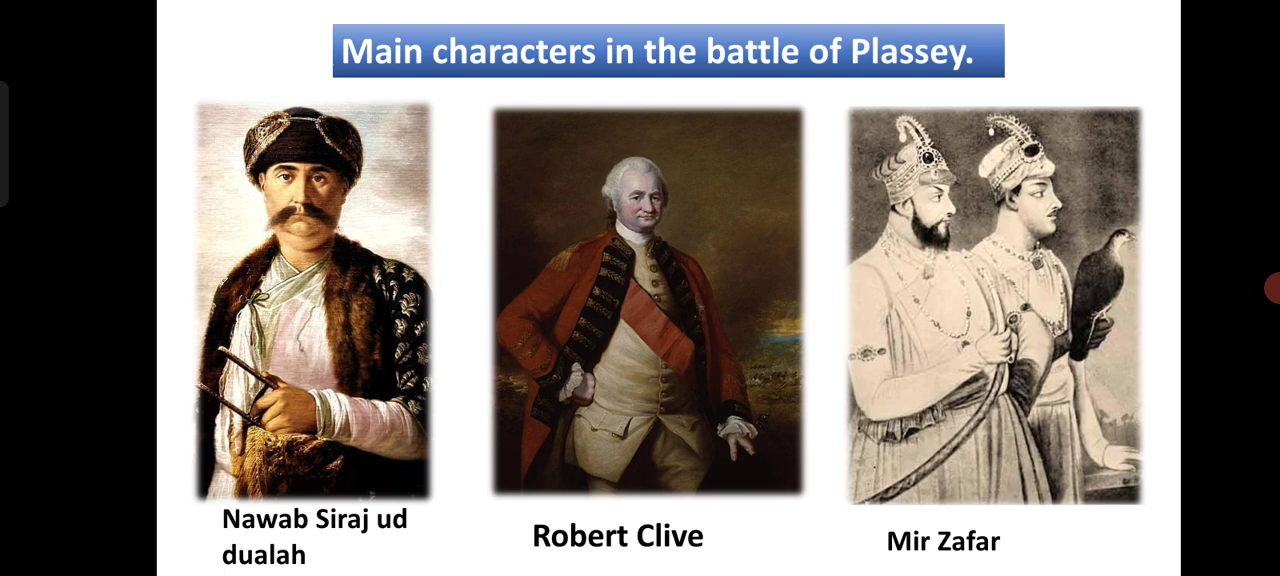 Main characters in the battle of Plassey.
Nawab Siraj ud
dualah
Robert Clive
Mir Zafar